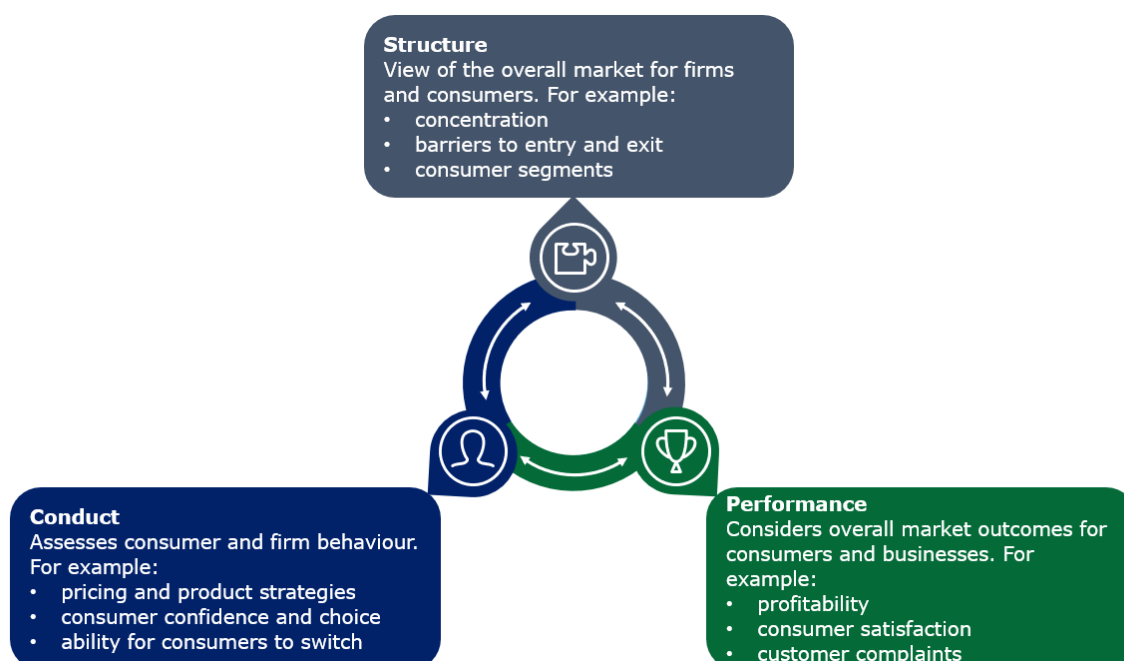 Structure
View of the overall market for firms
and consumers. For example:
• concentration
• barriers to entry and exit
• consumer segments
Conduct
Assesses consumer and firm behaviour.
For example:
• pricing and product strategies
• consumer confidence and choice
• ability for consumers to switch
Performance
Considers overall market outcomes for
consumers and businesses. For
example:
• profitability
• consumer satisfaction
• customer complaints